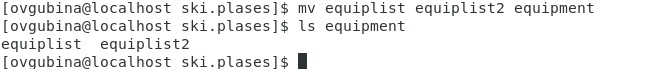 [ovgubina@localhost ski.plases]$ mv equiplist equiplist2 equipment
[ovgubina@localhost ski.plases]$ ls equipment
equiplist  equiplist2
[ovgubina@localhost ski.plases]$